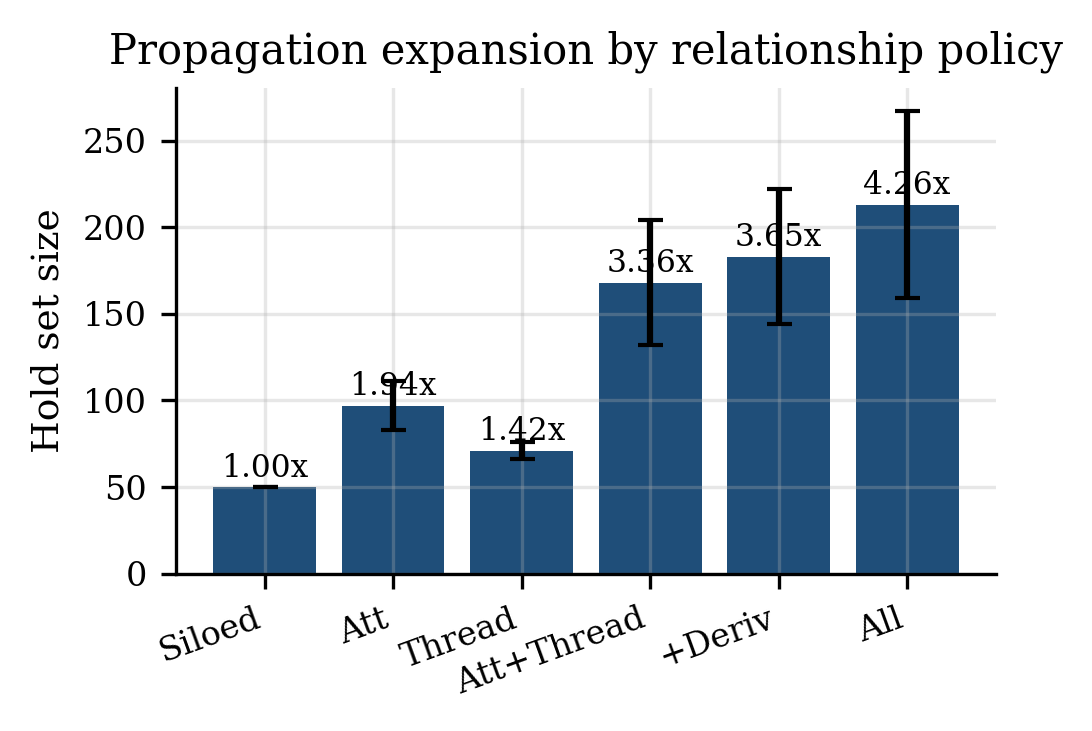 Propagation expansion by relationship policy
Hold set size
250
200
150
100
50
0
1.00x
1.94x
1.42x
3.36x
3.65x
4.26x
Siloed
Att
Thread
Att+Thread
+Deriv
All